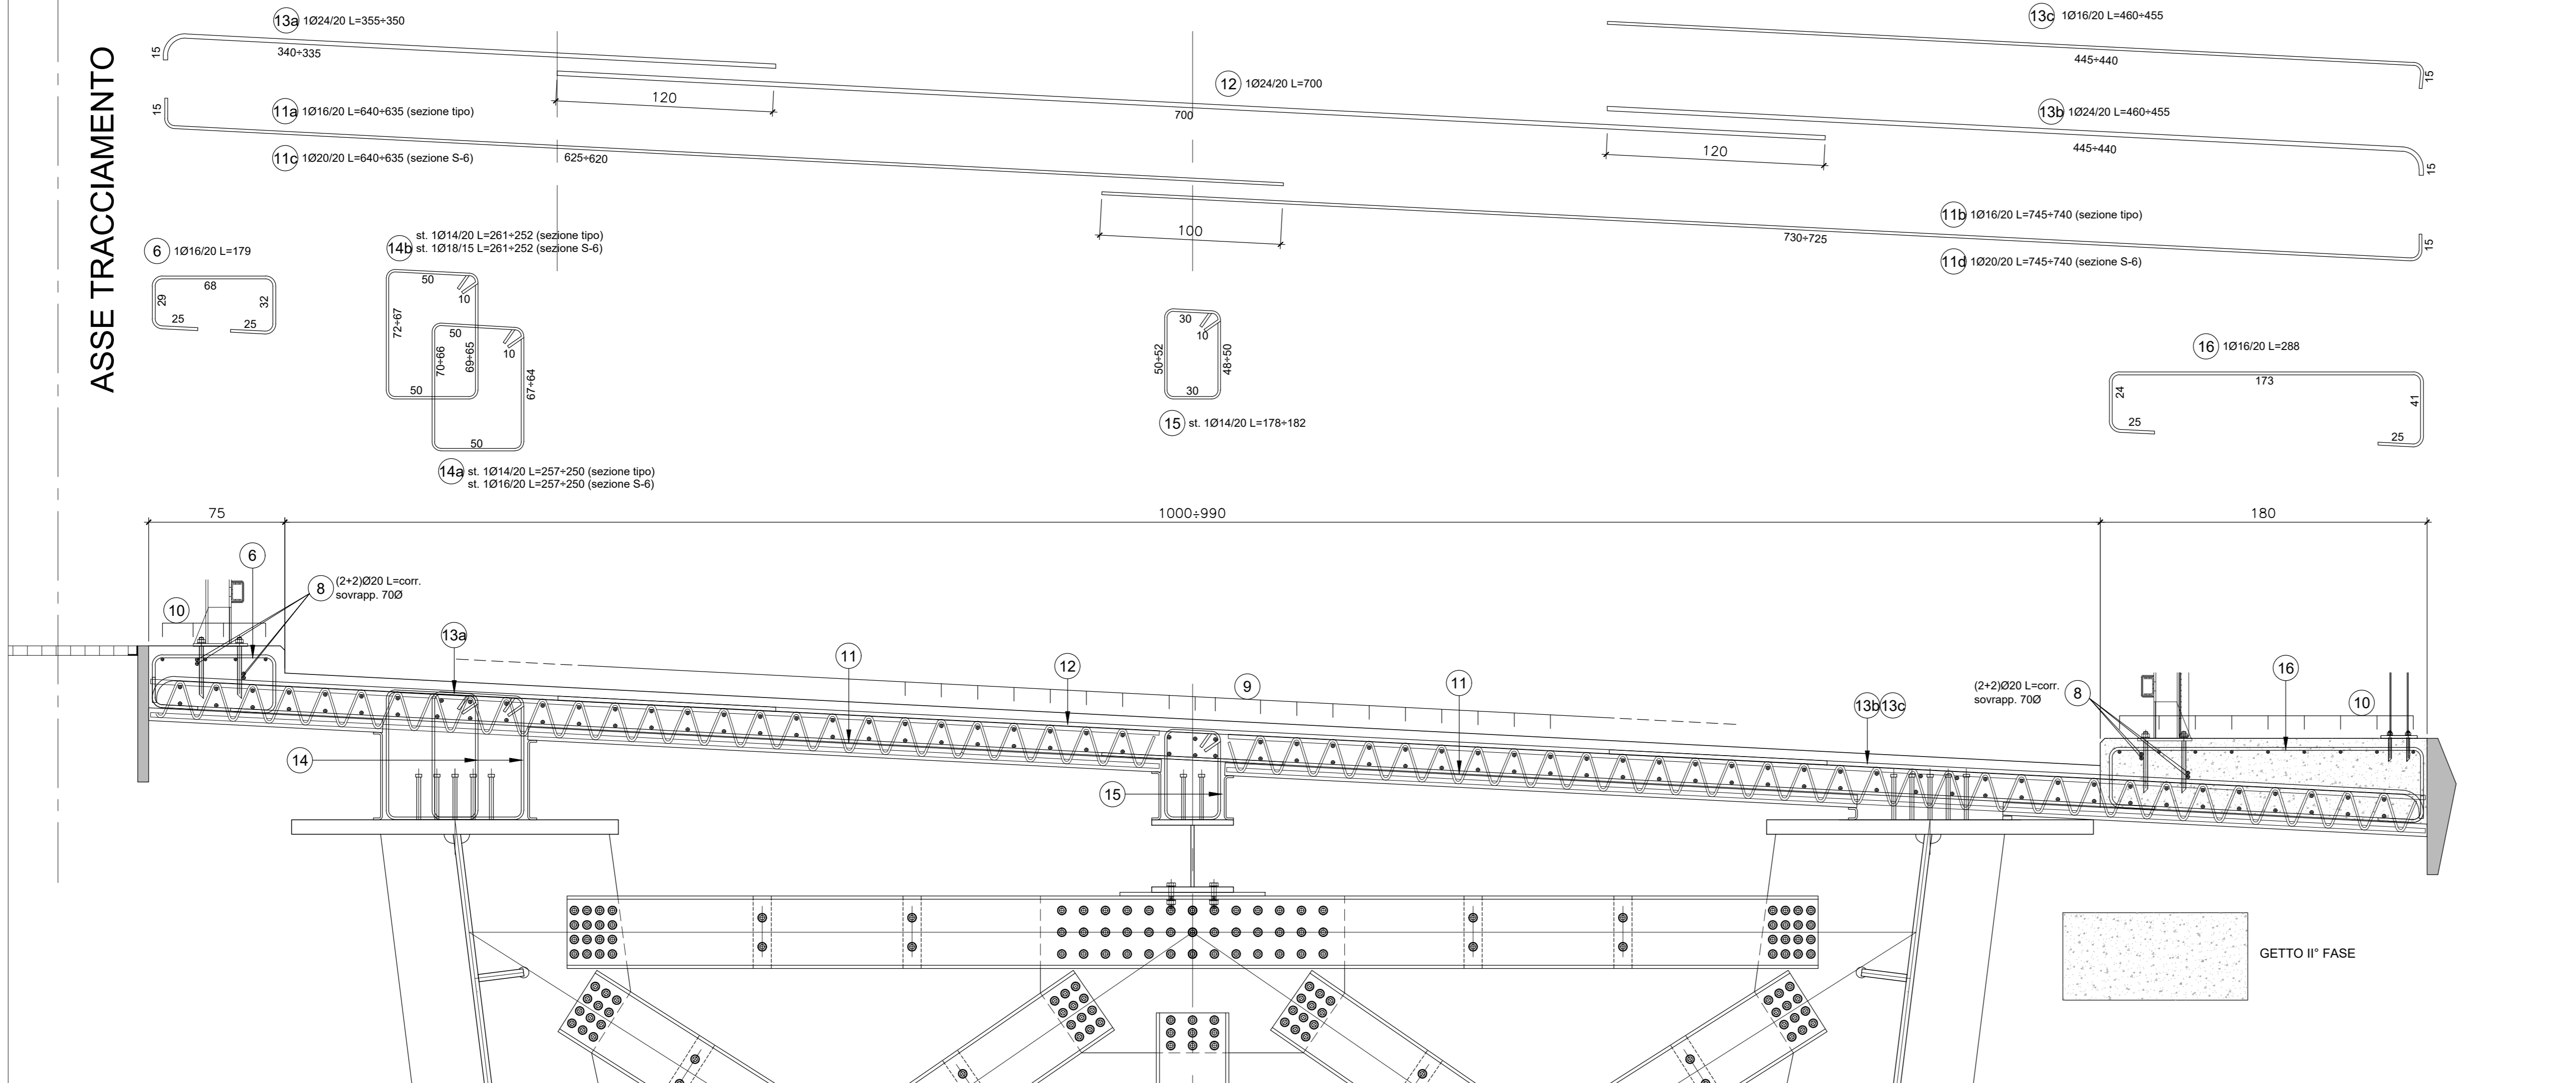 ASSE TRACCIAMENTO
13a 1Ø24/20 L=355÷350
15
340÷335
120
12 1Ø24/20 L=700
700
13c 1Ø16/20 L=460÷455
445÷440
15
13b 1Ø24/20 L=460÷455
445÷440
15
120
15
11a 1Ø16/20 L=640÷635 (sezione tipo)
11c 1Ø20/20 L=640÷635 (sezione S-6)
625÷620
100
11b 1Ø16/20 L=745÷740 (sezione tipo)
730÷725
15
11d 1Ø20/20 L=745÷740 (sezione S-6)
6 1Ø16/20 L=179
68
29
32
25
25
14b st. 1Ø14/20 L=261÷252 (sezione tipo)
st. 1Ø18/15 L=261÷252 (sezione S-6)
50
10
72÷67
69÷65
50
50
10
70÷66
67÷64
50
14a st. 1Ø14/20 L=257÷250 (sezione tipo)
st. 1Ø16/20 L=257÷250 (sezione S-6)
30
10
50÷52
48÷50
30
15 st. 1Ø14/20 L=178÷182
16 1Ø16/20 L=288
173
24
41
25
25
75
1000÷990
180
6
8 (2+2)Ø20 L=corr.
sovrapp. 70Ø
10
13a
11
12
9
11
13b 13c
(2+2)Ø20 L=corr. 8
sovrapp. 70Ø
16
10
14
15
GETTO II° FASE